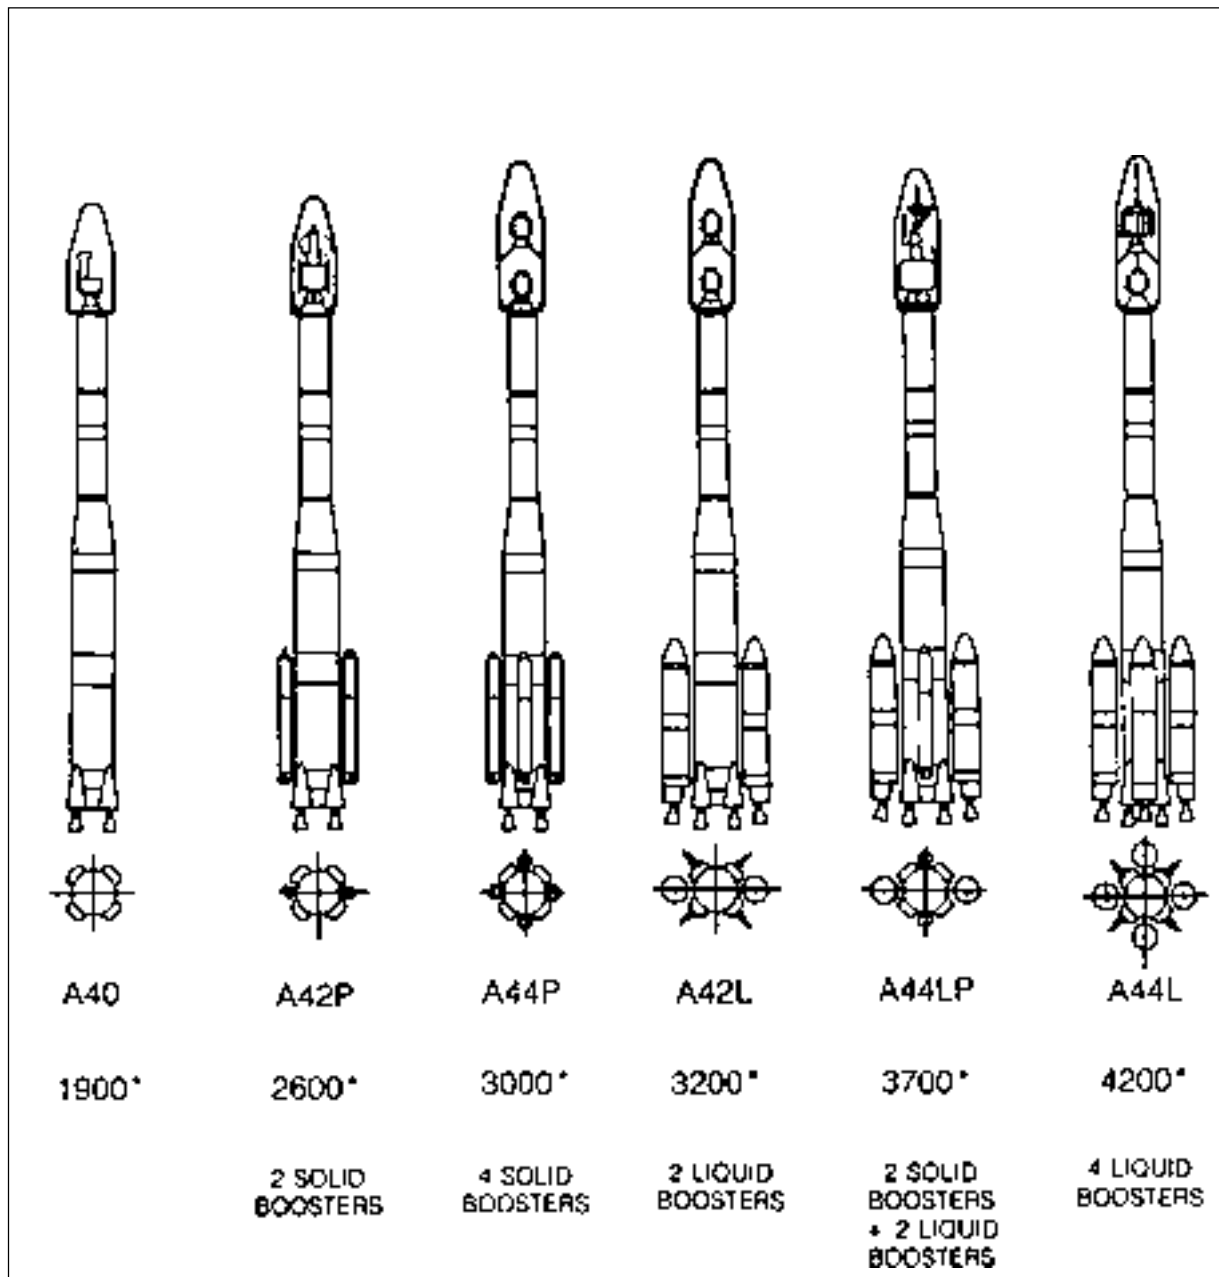 A40 A42P A44P A42L A44LP A44L
1900* 2600* 3000* 3200* 3700* 4200*
2 SOLID BOOSTERS
4 SOLID BOOSTERS
2 LIQUID BOOSTERS
2 SOLID BOOSTERS + 2 LIQUID BOOSTERS
4 LIQUID BOOSTERS